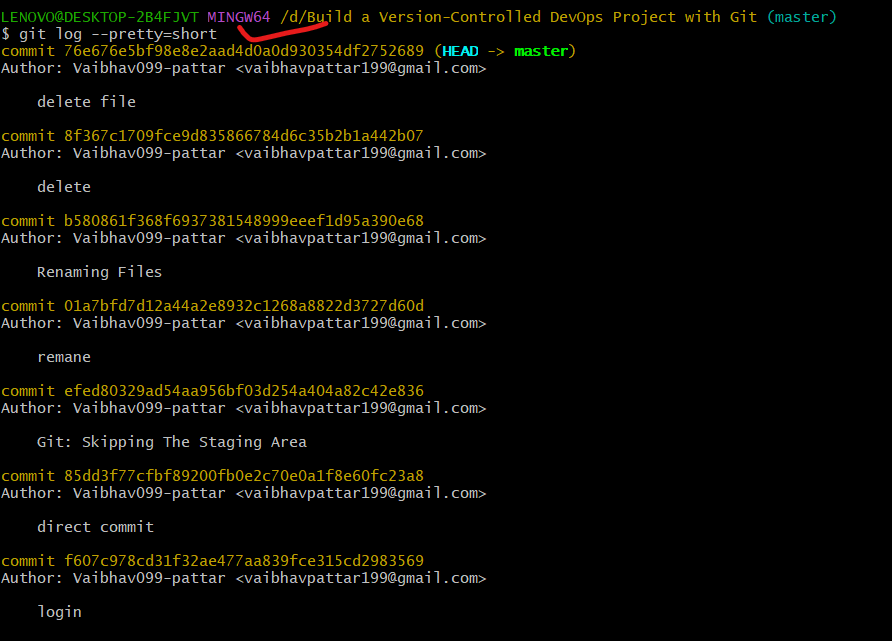 LENOVO@DESKTOP-2B4FJVT MINGW64 /d/Build a Version-Controlled DevOps Project with Git (master)
$ git log --pretty=short
commit 76e676e5bf98e8e2aad4d0a0d930354df2752689 (HEAD -> master)
Author: Vaibhav099-pattar <vaibhavpattar199@gmail.com>
delete file
commit 8f367c1709fce9d835866784d6c35b2b1a442b07
Author: Vaibhav099-pattar <vaibhavpattar199@gmail.com>
delete
commit b580861f368f6937381548999eeef1d95a390e68
Author: Vaibhav099-pattar <vaibhavpattar199@gmail.com>
Renaming Files
commit 01a7bfd7d12a44a2e8932c1268a8822d3727d60d
Author: Vaibhav099-pattar <vaibhavpattar199@gmail.com>
remane
commit efed80329ad54aa956bf03d254a404a82c42e836
Author: Vaibhav099-pattar <vaibhavpattar199@gmail.com>
Git: Skipping The Staging Area
commit 85dd3f77cfbf89200fb0e2c70e0a1f8e60fc23a8
Author: Vaibhav099-pattar <vaibhavpattar199@gmail.com>
direct commit
commit f607c978cd31f32ae477aa839fce315cd2983569
Author: Vaibhav099-pattar <vaibhavpattar199@gmail.com>
login